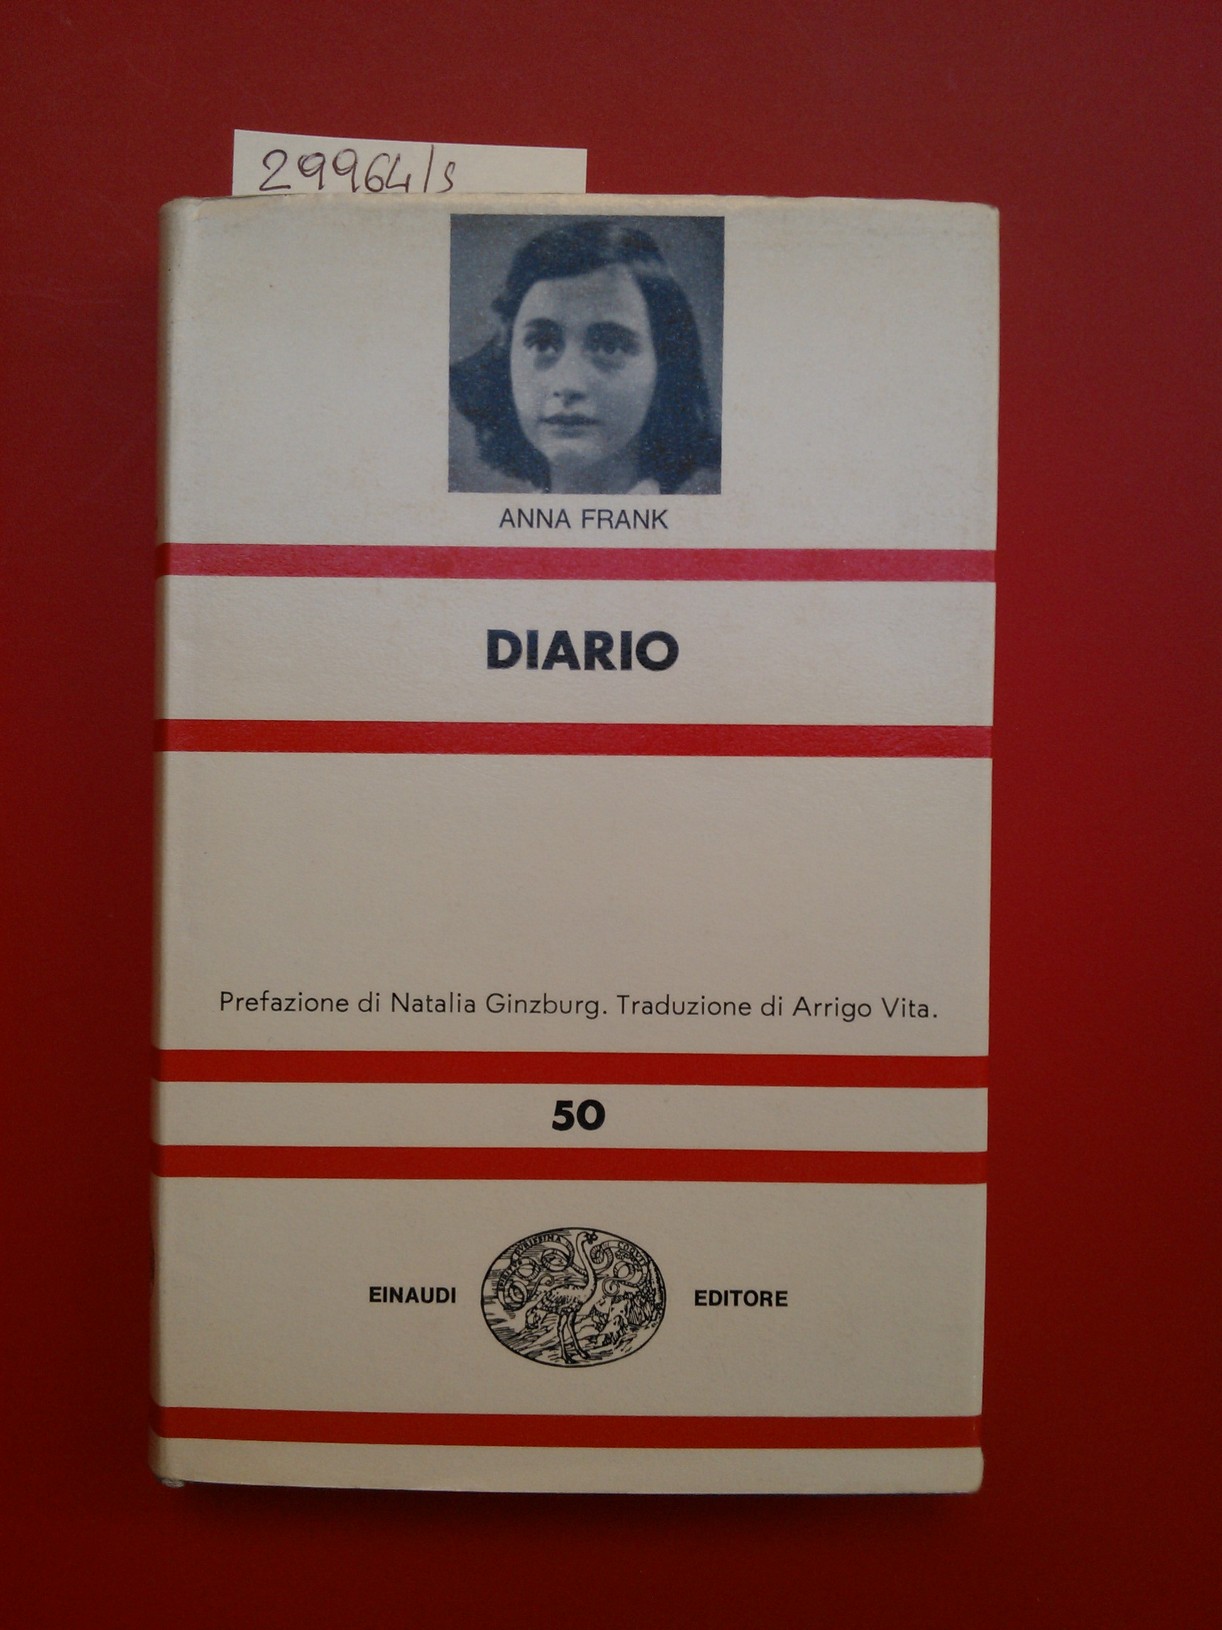 29964/s
ANNA FRANK
DIARIO
Prefazione di Natalia Ginzburg. Traduzione di Arrigo Vita.
50
EINAUDI EDITORE